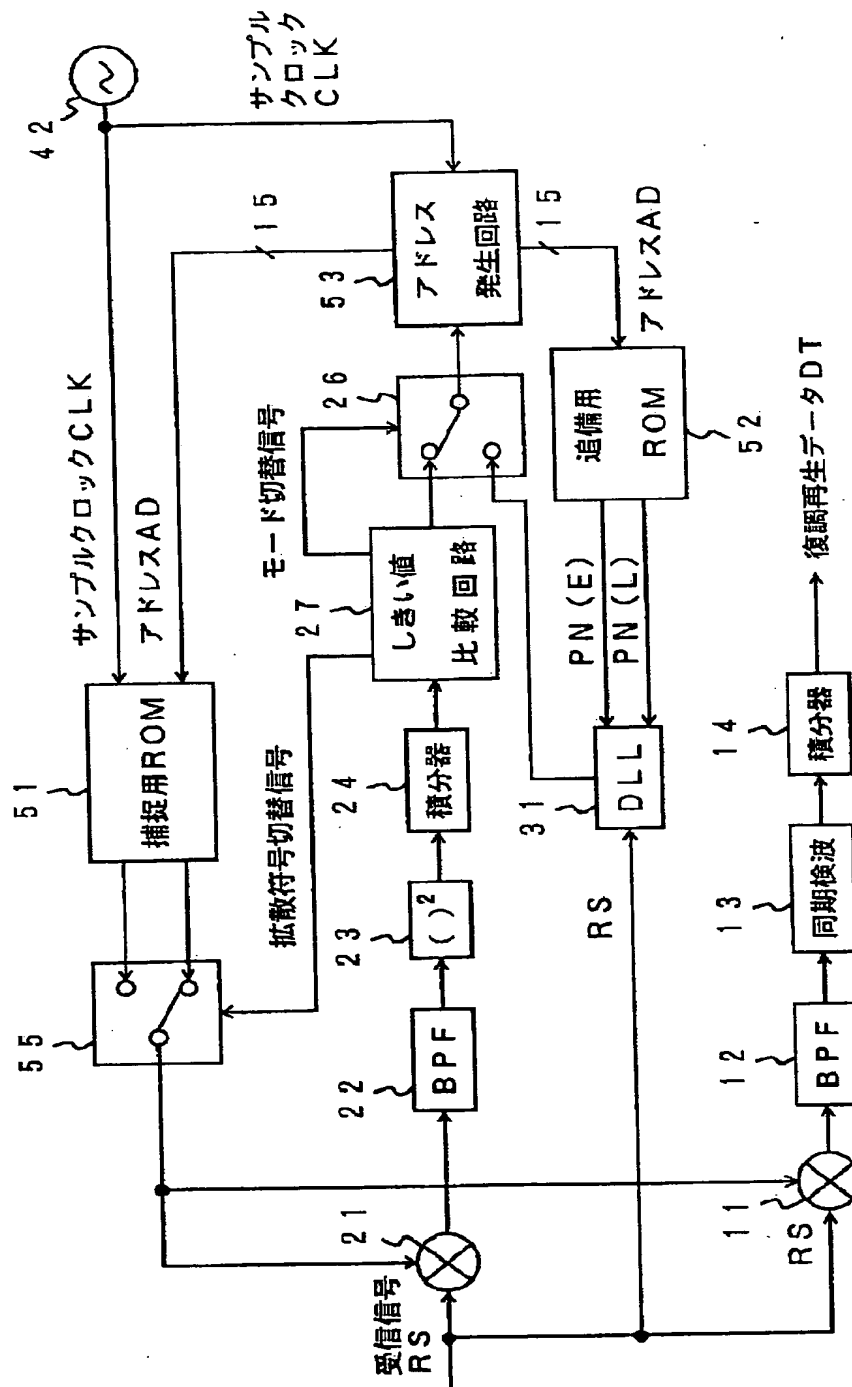 42
サンプル
クロック
CLK
サンプルクロックCLK
アドレスAD
15
51
捕捉用ROM
55
拡散符号切替信号
モード切替信号
53
アドレス
発生回路
26
27
しきい値
比較回路
24
積分器
23
( )²
22
BPF
21
受信信号
RS
15
アドレスAD
追備用
ROM
52
PN(E)
PN(L)
31
DLL
RS
RS
11
12
BPF
13
同期検波
14
積分器
復調再生データDT